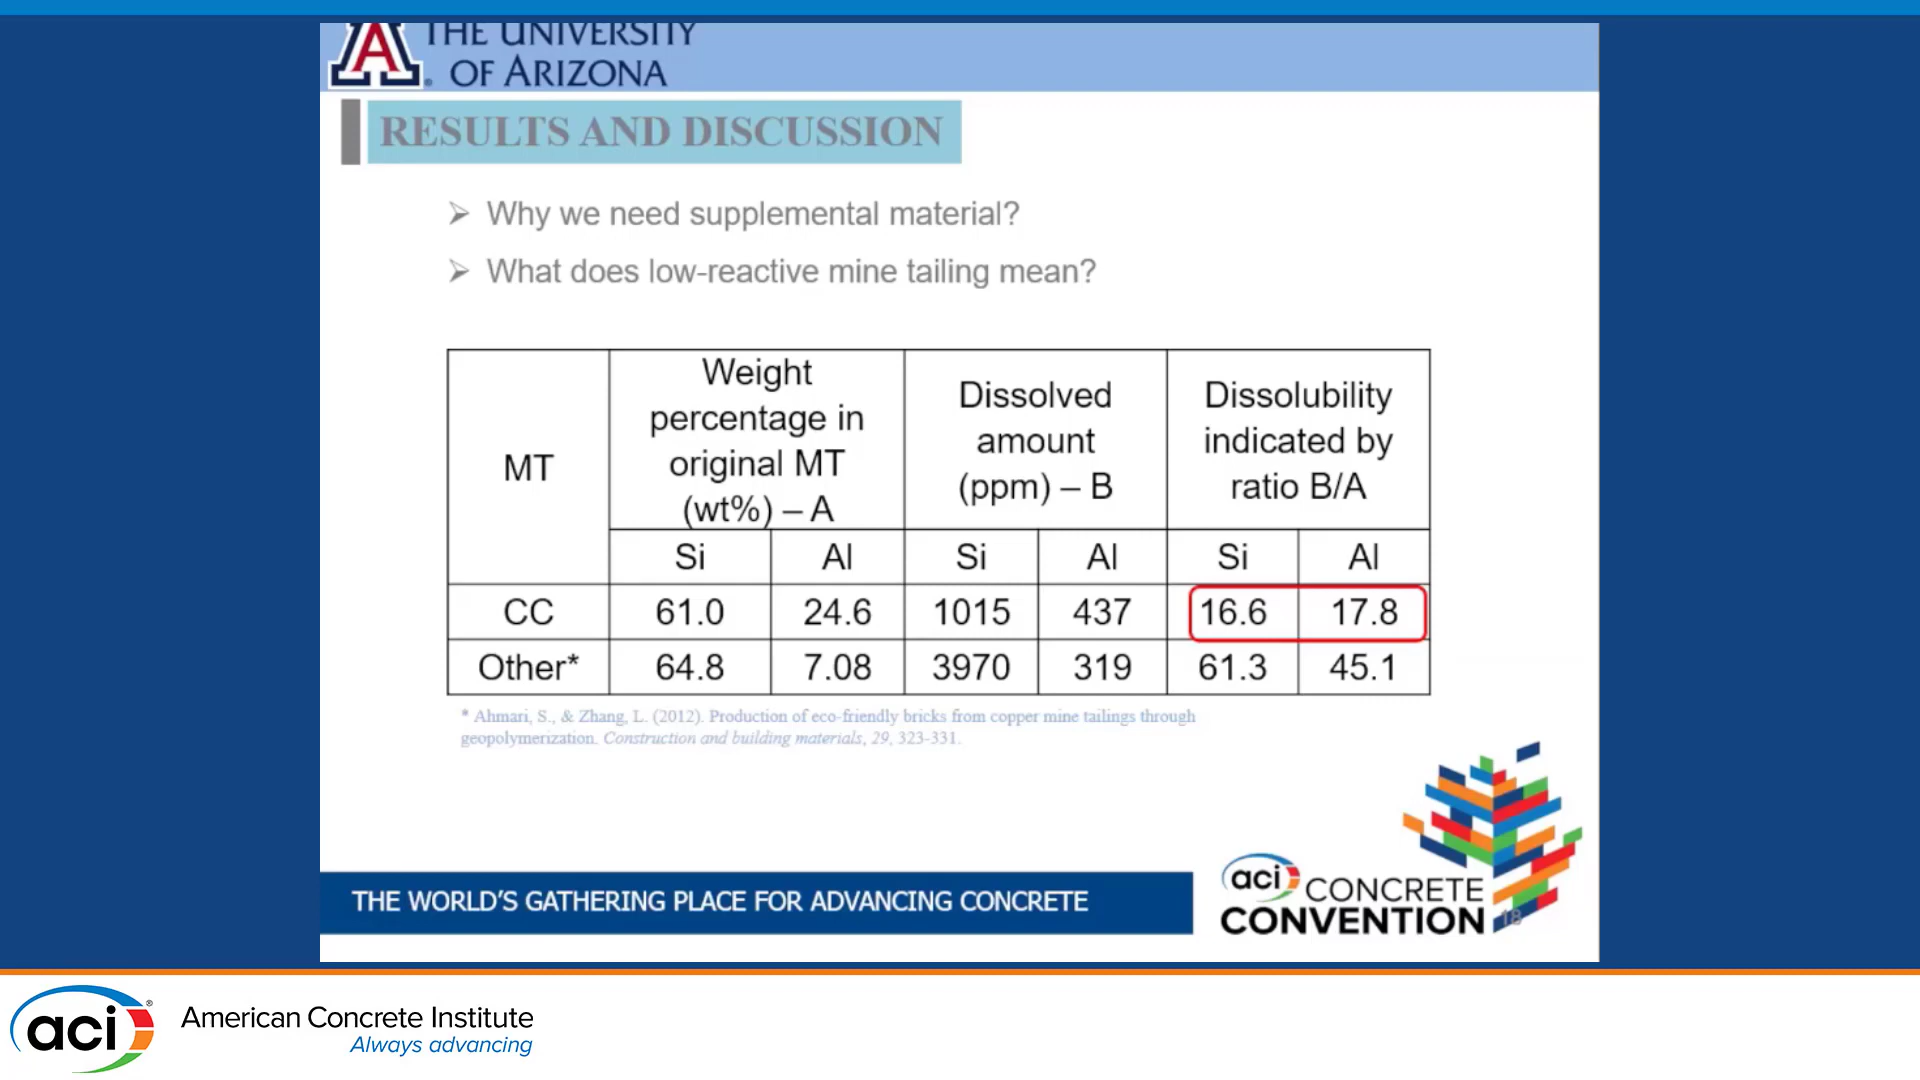 THE UNIVERSITY
OF ARIZONA
RESULTS AND DISCUSSION
➢ Why we need supplemental material?
➢ What does low-reactive mine tailing mean?
MT
Weight
percentage in
original MT
(wt%) – A
Dissolved
amount
(ppm) – B
Dissolubility
indicated by
ratio B/A
Si Al Si Al Si Al
CC 61.0 24.6 1015 437 16.6 17.8
Other* 64.8 7.08 3970 319 61.3 45.1
* Ahmari, S., & Zhang, L. (2012). Production of eco-friendly bricks from copper mine tailings through
geopolymerization. Construction and building materials, 29, 323-331.
THE WORLD'S GATHERING PLACE FOR ADVANCING CONCRETE
aci CONCRETE
CONVENTION
18
aci®
American Concrete Institute
Always advancing